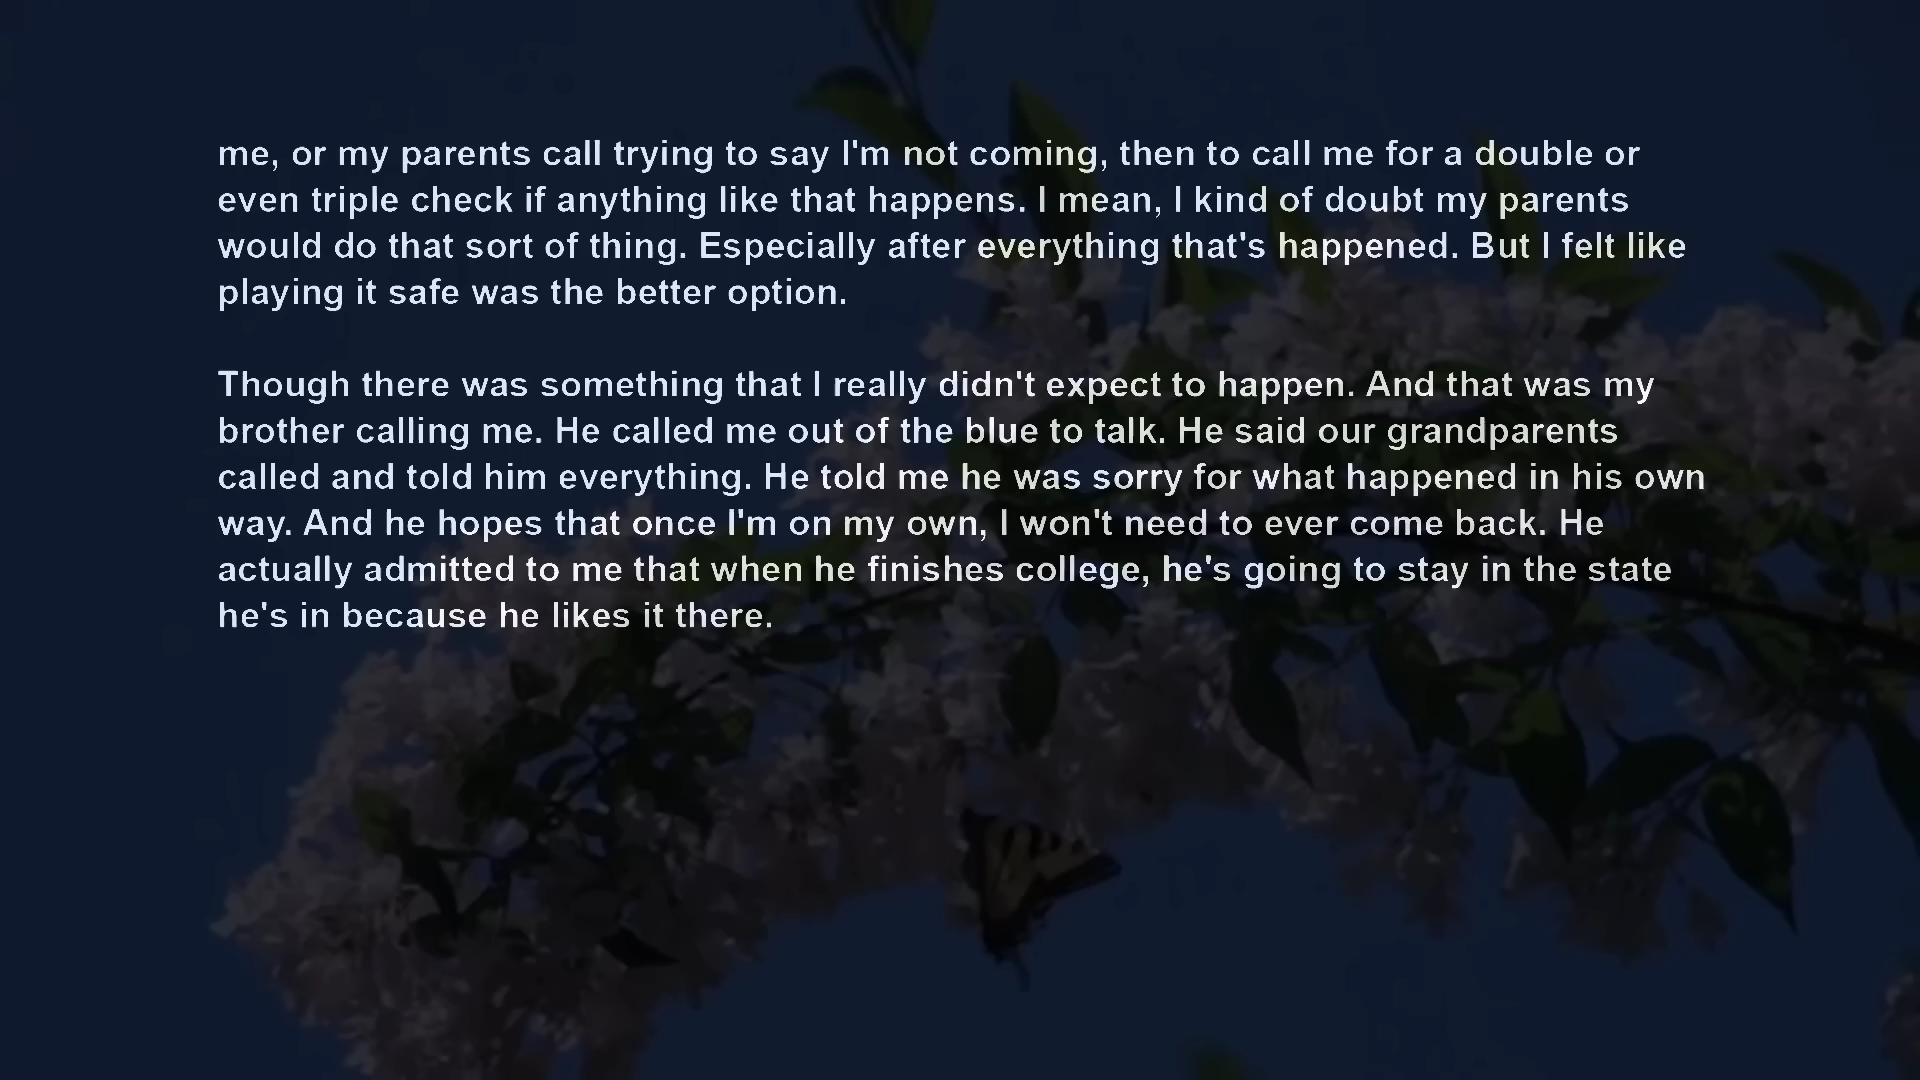 me, or my parents call trying to say I'm not coming, then to call me for a double or
even triple check if anything like that happens. I mean, I kind of doubt my parents
would do that sort of thing. Especially after everything that's happened. But I felt like
playing it safe was the better option.
Though there was something that I really didn't expect to happen. And that was my
brother calling me. He called me out of the blue to talk. He said our grandparents
called and told him everything. He told me he was sorry for what happened in his own
way. And he hopes that once I'm on my own, I won't need to ever come back. He
actually admitted to me that when he finishes college, he's going to stay in the state
he's in because he likes it there.